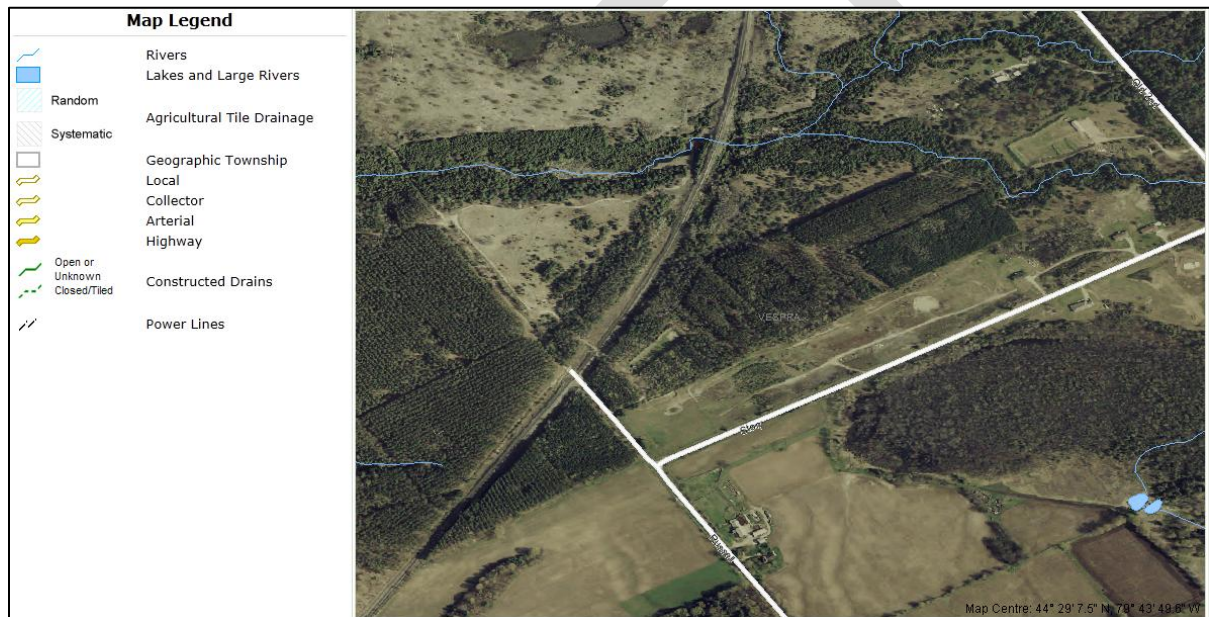 Map Legend
Rivers
Lakes and Large Rivers
Random
Agricultural Tile Drainage
Systematic
Geographic Township
Local
Collector
Arterial
Highway
Open or
Unknown
Constructed Drains
Closed/Tiled
Power Lines
VESPRA
Map Centre: 44° 29' 7.5" N, 79° 43' 49.6" W